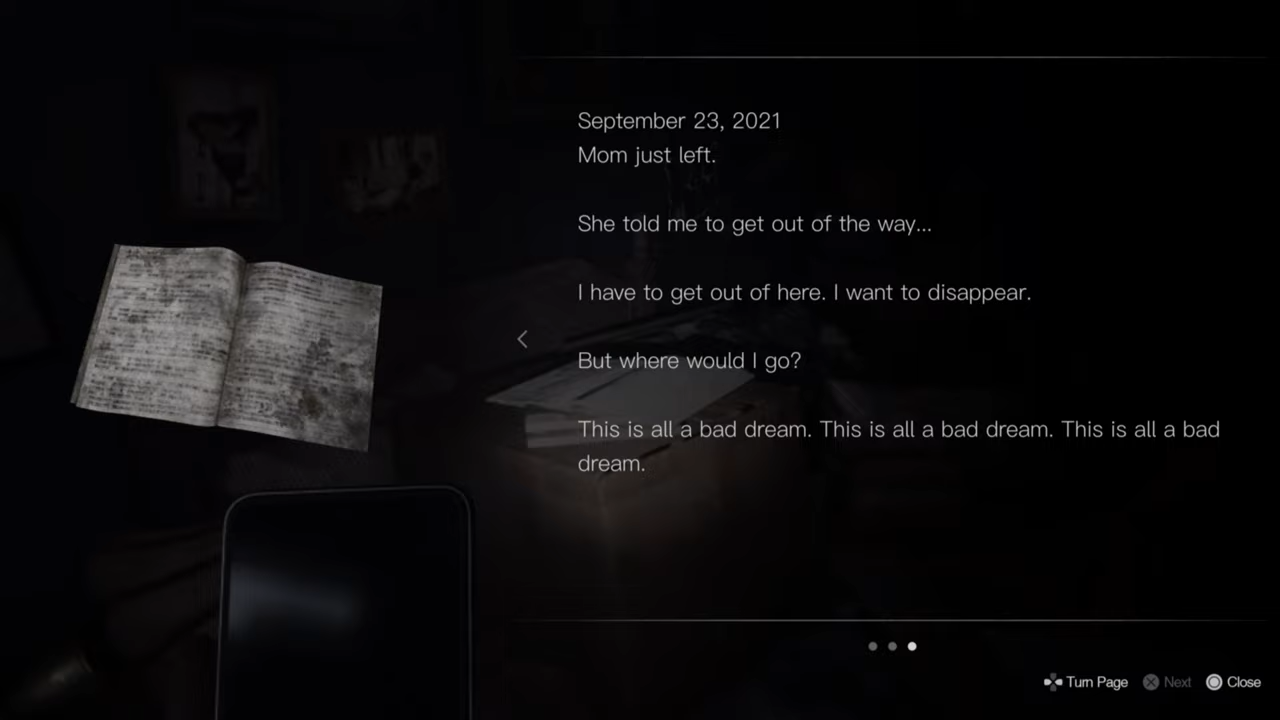 September 23, 2021
Mom just left.
She told me to get out of the way...
I have to get out of here. I want to disappear.
But where would I go?
This is all a bad dream. This is all a bad dream. This is all a bad
dream.
Turn Page
Next
Close